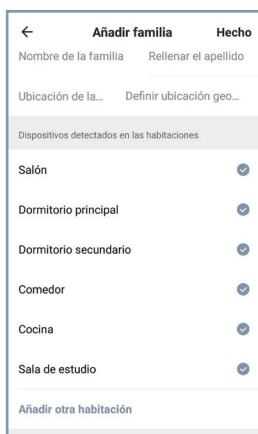 ← Añadir familia Hecho
Nombre de la familia Rellenar el apellido
Ubicación de la... Definir ubicación geo...
Dispositivos detectados en las habitaciones
Salón
Dormitorio principal
Dormitorio secundario
Comedor
Cocina
Sala de estudio
Añadir otra habitación